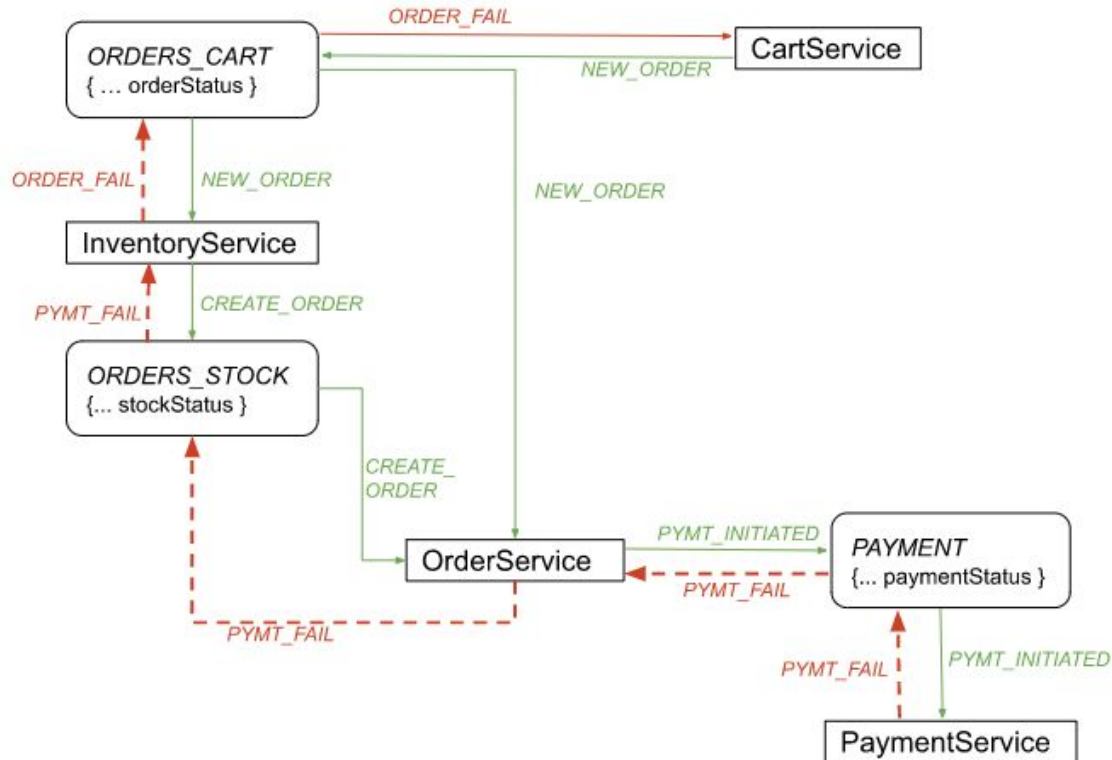 ORDER_FAIL
ORDERS_CART
{ … orderStatus }
CartService
NEW_ORDER
ORDER_FAIL
NEW_ORDER
NEW_ORDER
InventoryService
PYMT_FAIL
CREATE_ORDER
ORDERS_STOCK
{... stockStatus }
CREATE_
ORDER
OrderService
PYMT_INITIATED
PAYMENT
{... paymentStatus }
PYMT_FAIL
PYMT_FAIL
PYMT_FAIL
PYMT_INITIATED
PaymentService